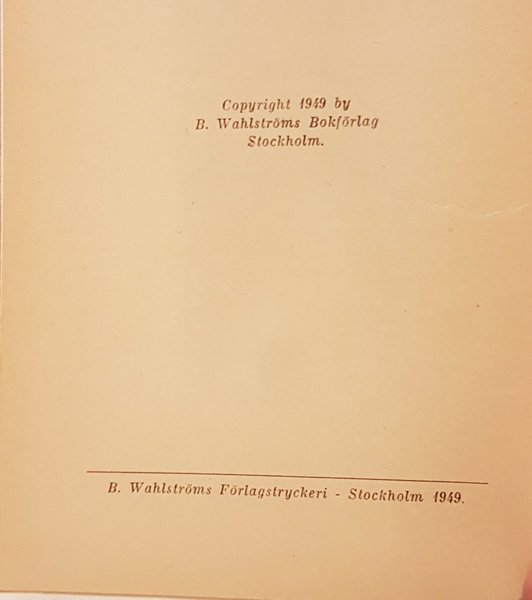 Copyright 1949 by
B. Wahlströms Bokförlag
Stockholm.
B. Wahlströms Förlagstryckeri - Stockholm 1949.